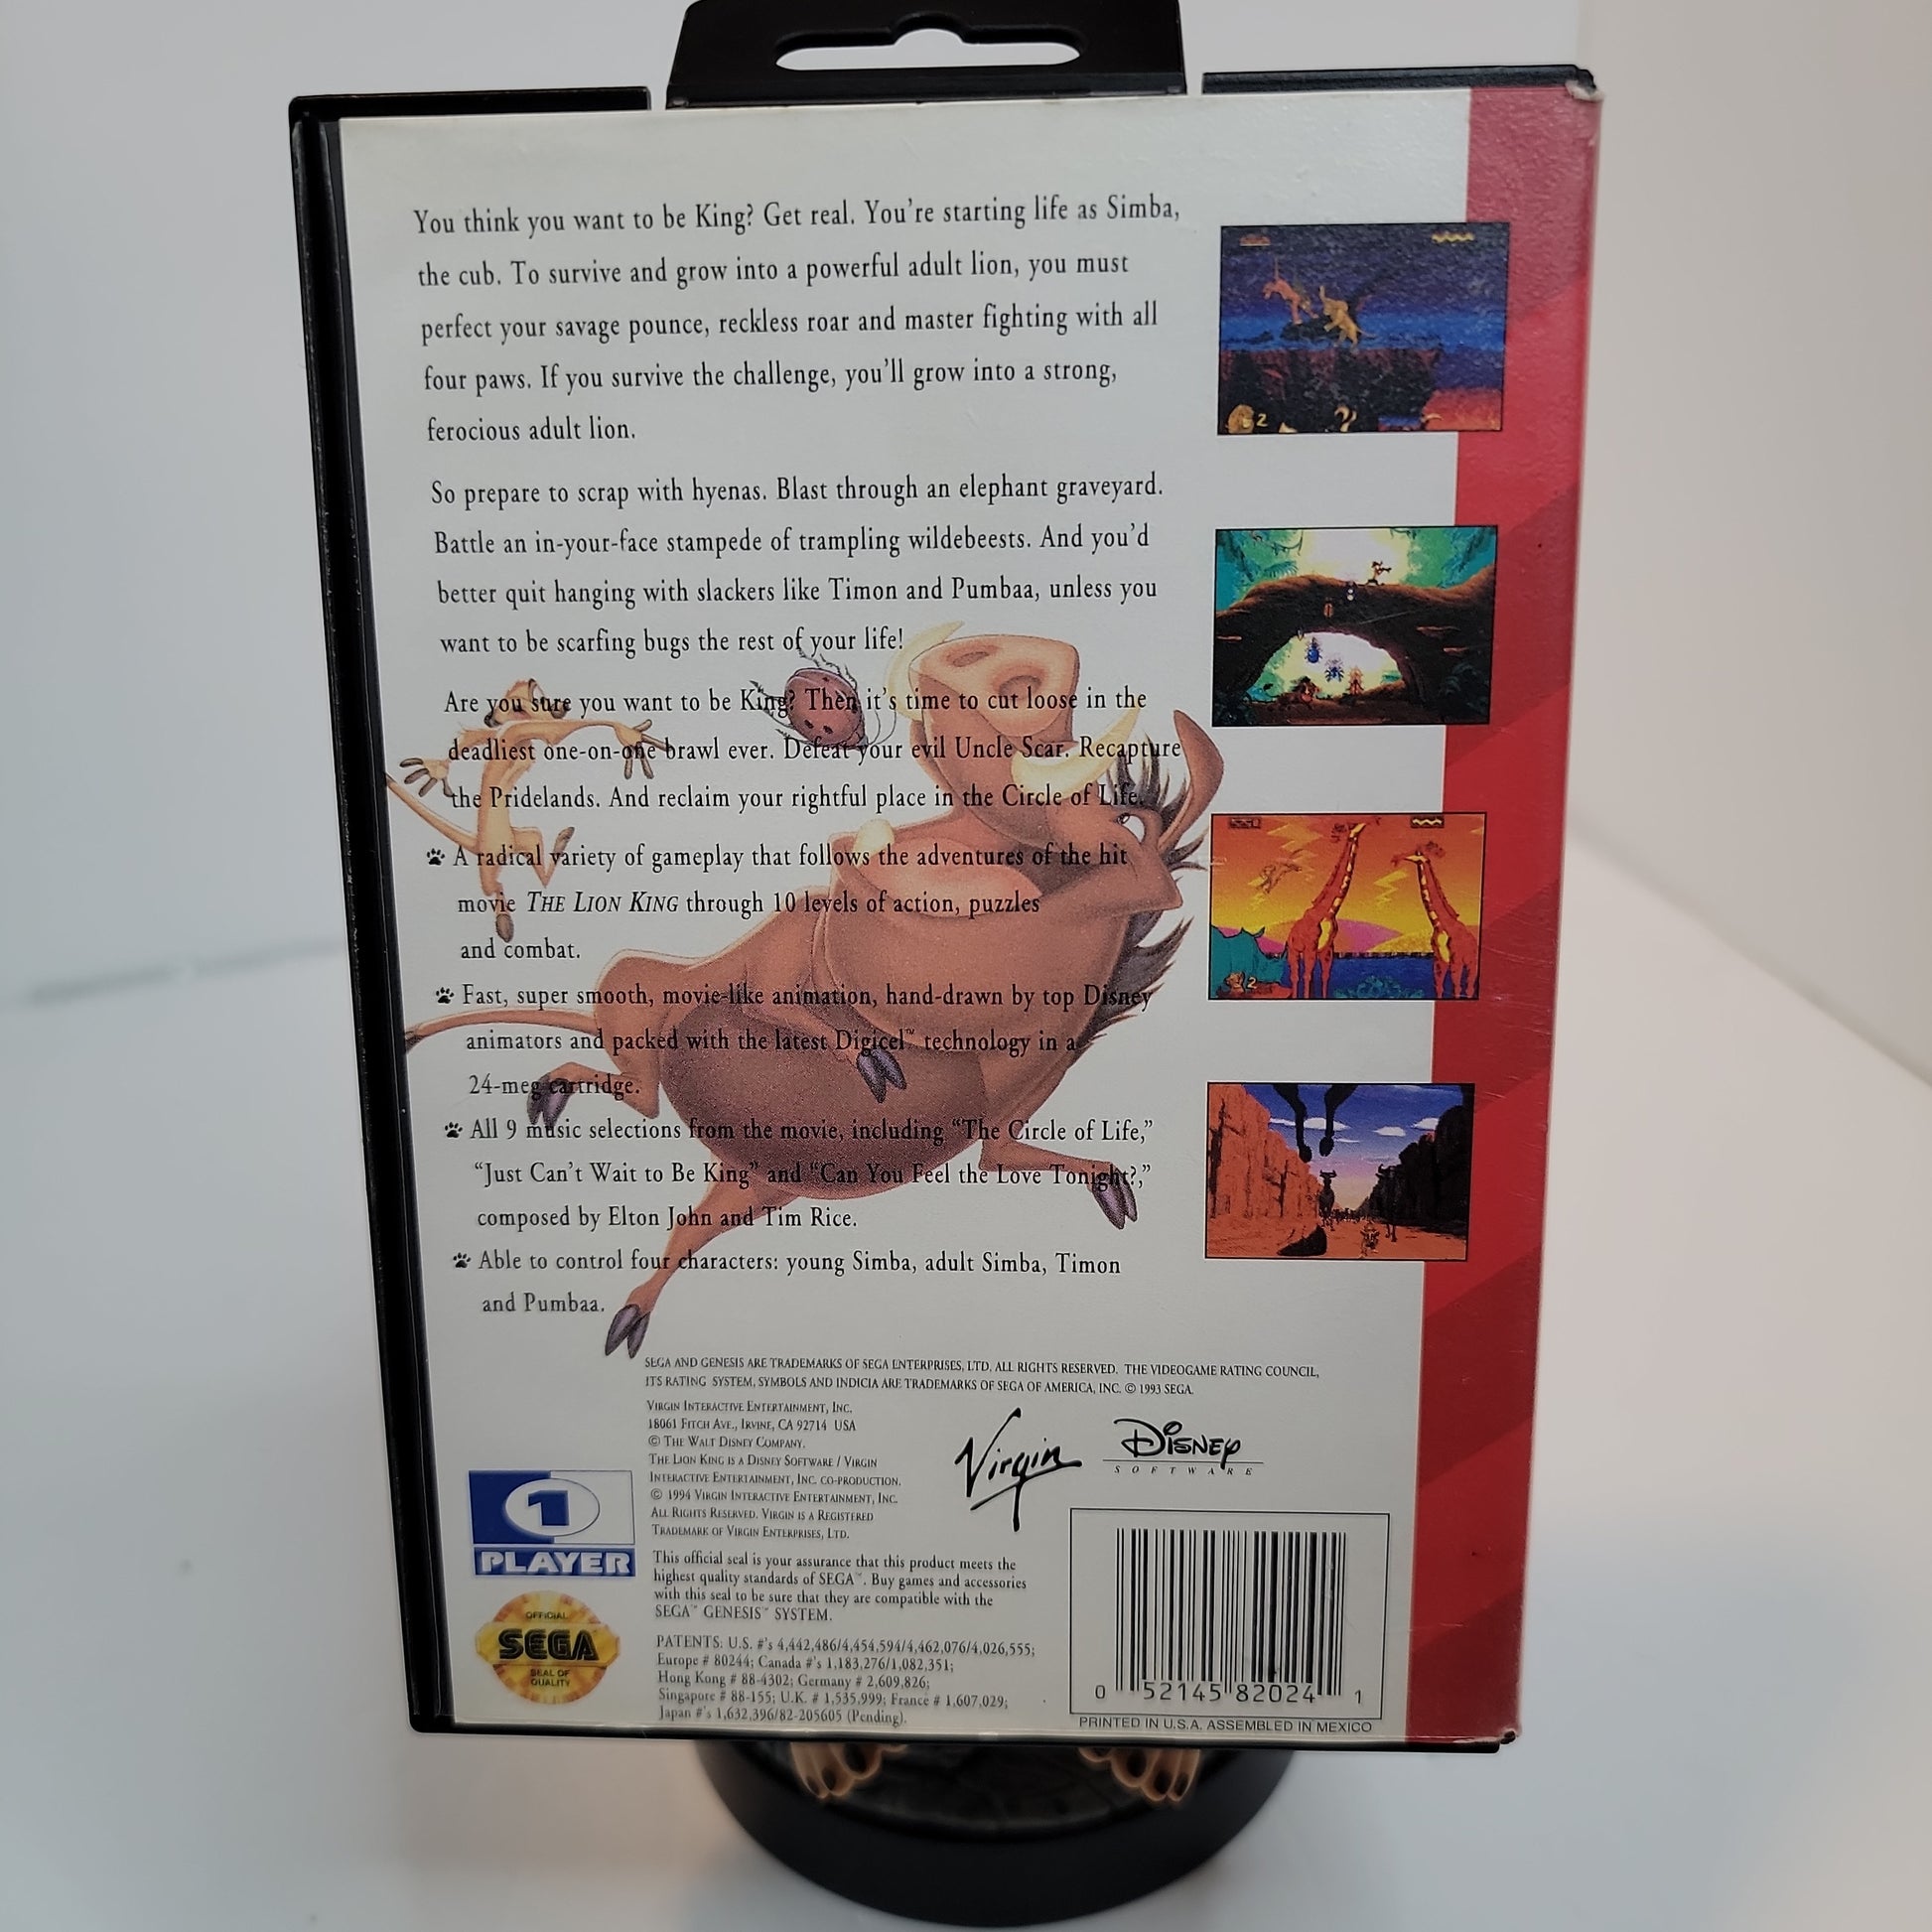 You think you want to be King? Get real. You're starting life as Simba,
the cub. To survive and grow into a powerful adult lion, you must
perfect your savage pounce, reckless roar and master fighting with all
four paws. If you survive the challenge, you'll grow into a strong,
ferocious adult lion.
So prepare to scrap with hyenas. Blast through an elephant graveyard.
Battle an in-your-face stampede of trampling wildebeests. And you'd
better quit hanging with slackers like Timon and Pumbaa, unless you
want to be scarfing bugs the rest of your life!
Are you sure you want to be King? Then it's time to cut loose in the
deadliest one-on-one brawl ever. Defeat your evil Uncle Scar. Recapture
the Pridelands. And reclaim your rightful place in the Circle of Life.
A radical variety of gameplay that follows the adventures of the hit
movie THE LION KING through 10 levels of action, puzzles
and combat.
Fast, super smooth, movie-like animation, hand-drawn by top Disney
animators and packed with the latest Digicel™ technology in a
24-meg cartridge.
All 9 music selections from the movie, including "The Circle of Life,"
"Just Can't Wait to Be King" and "Can You Feel the Love Tonight?,"
composed by Elton John and Tim Rice.
Able to control four characters: young Simba, adult Simba, Timon
and Pumbaa.
2
2
SEGA AND GENESIS ARE TRADEMARKS OF SEGA ENTERPRISES, LTD. ALL RIGHTS RESERVED. THE VIDEOGAME RATING COUNCIL,
ITS RATING SYSTEM, SYMBOLS AND INDICIA ARE TRADEMARKS OF SEGA OF AMERICA, INC. © 1993 SEGA.
VIRGIN INTERACTIVE ENTERTAINMENT, INC.
18061 FITCH AVE., IRVINE, CA 92714 USA
© THE WALT DISNEY COMPANY.
THE LION KING IS A DISNEY SOFTWARE / VIRGIN
INTERACTIVE ENTERTAINMENT, INC. CO-PRODUCTION.
© 1994 VIRGIN INTERACTIVE ENTERTAINMENT, INC.
ALL RIGHTS RESERVED. VIRGIN IS A REGISTERED
TRADEMARK OF VIRGIN ENTERPRISES, LTD.
Virgin
DISNEY
SOFTWARE
1
PLAYER
This official seal is your assurance that this product meets the
highest quality standards of SEGA™. Buy games and accessories
with this seal to be sure that they are compatible with the
SEGA™ GENESIS™ SYSTEM.
OFFICIAL
SEGA
SEAL OF
QUALITY
PATENTS: U.S. #'s 4,442,486/4,454,594/4,462,076/4,026,555;
Europe # 80244; Canada #'s 1,183,276/1,082,351;
Hong Kong # 88-4302; Germany # 2,609,826;
Singapore # 88-155; U.K. # 1,535,999; France # 1,607,029;
Japan #'s 1,632,396/82-205605 (Pending).
0 52145 82024 1
PRINTED IN U.S.A. ASSEMBLED IN MEXICO